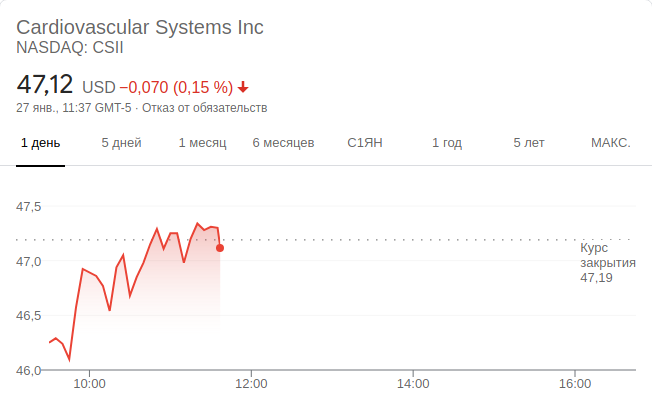 Cardiovascular Systems Inc
NASDAQ: CSII
47,12 USD −0,070 (0,15 %)
27 янв., 11:37 GMT-5 · Отказ от обязательств
1 день 5 дней 1 месяц 6 месяцев С1ЯН 1 год 5 лет МАКС.
47,5
47,0
46,5
46,0
Курс
закрытия
47,19
10:00 12:00 14:00 16:00